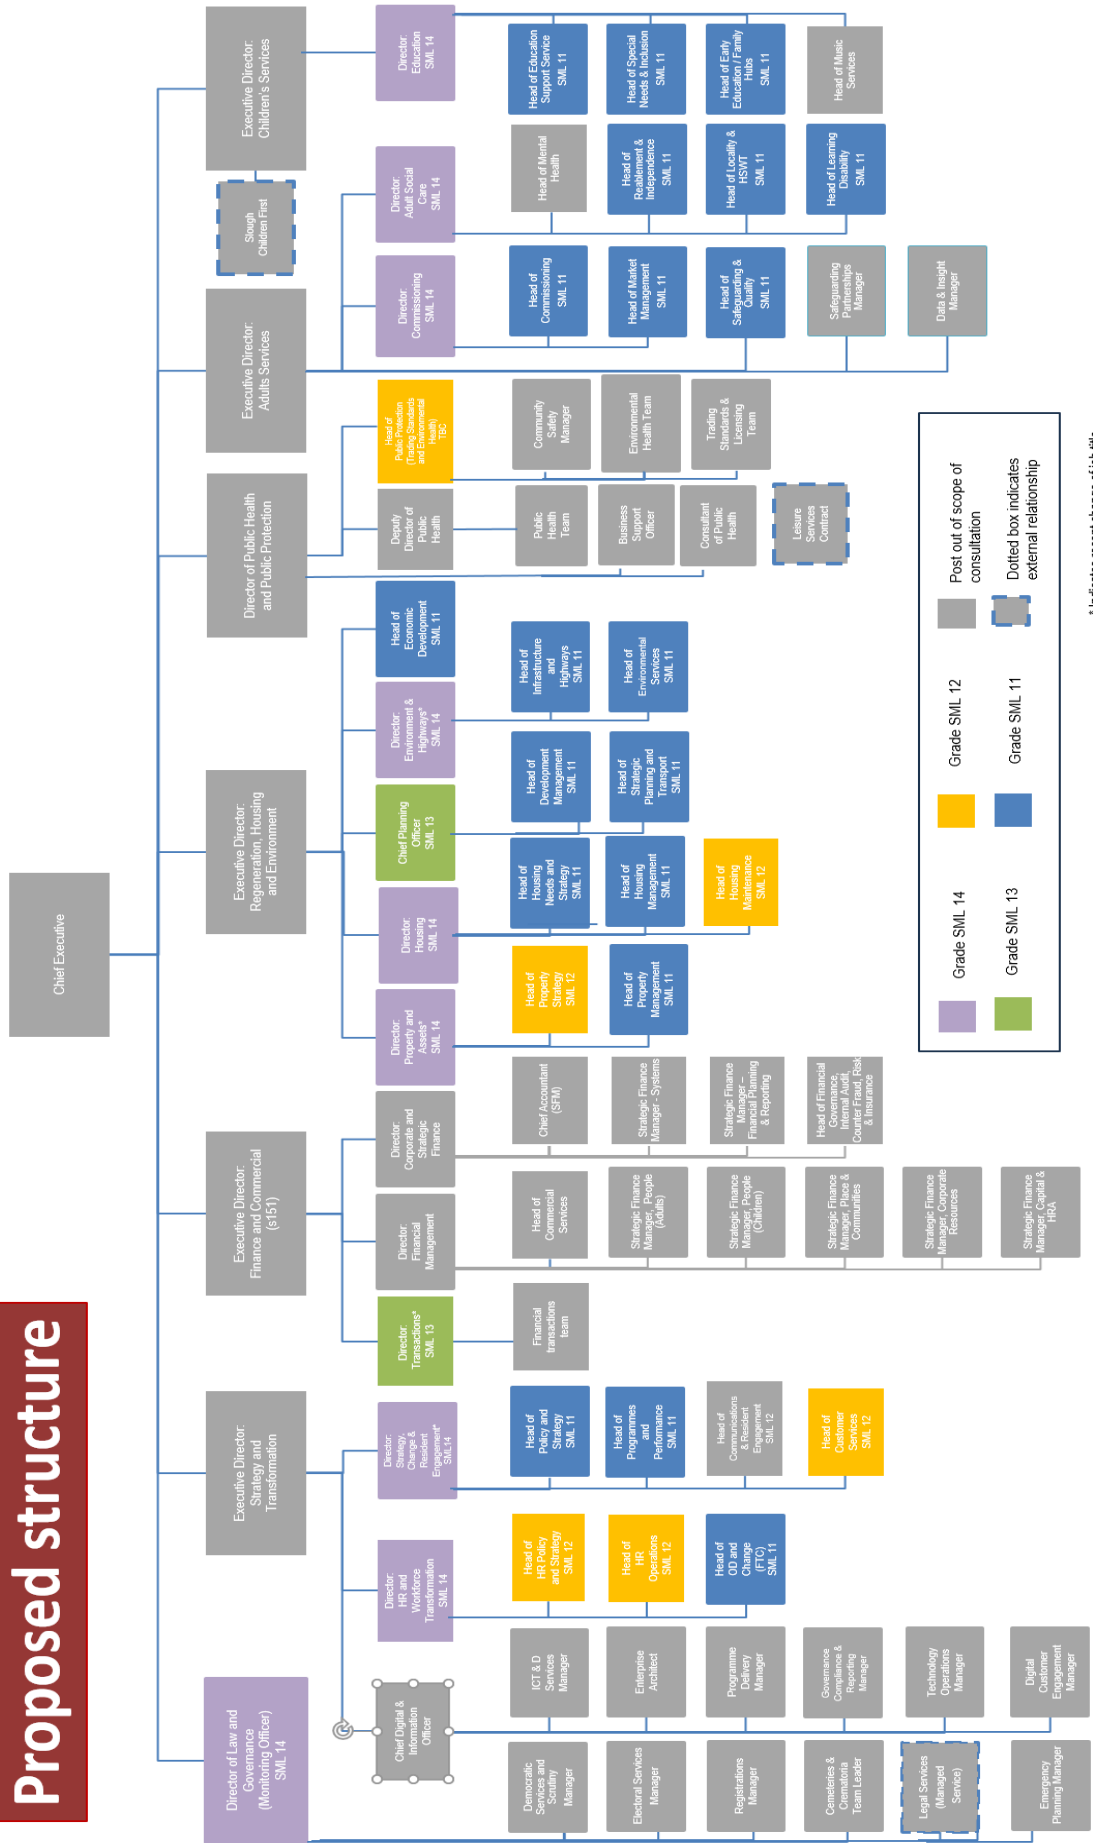 Proposed structure
Chief Executive
Director of Law and
Governance
(Monitoring Officer)
SML 14
Executive Director:
Strategy and
Transformation
Executive Director:
Finance and Commercial
(s151)
Executive Director:
Regeneration, Housing
and Environment
Director of Public Health
and Public Protection
Executive Director:
Adults Services
Slough
Children First
Executive Director:
Children's Services
Chief Digital &
Information
Officer
Director:
HR and
Workforce
Transformation
SML 14
Director:
Strategy,
Change &
Resident
Engagement*
SML14
Director:
Transactions*
SML 13
Director:
Financial
Management
Director:
Corporate and
Strategic
Finance
Director:
Property and
Assets*
SML 14
Director:
Housing
SML 14
Chief Planning
Officer
SML 13
Director:
Environment &
Highways*
SML 14
Head of
Economic
Development
SML 11
Deputy
Director of
Public
Health
Head of
Public Protection
(Trading Standards
and Environmental
Health)
TBC
Director:
Commissioning
SML 14
Director:
Adult Social
Care
SML 14
Director:
Education
SML 14
Democratic
Services and
Scrutiny
Manager
Electoral Services
Manager
Registrations
Manager
Cemeteries &
Crematoria
Team Leader
Legal Services
(Managed
Service)
Emergency
Planning Manager
ICT & D
Services
Manager
Enterprise
Architect
Programme
Delivery
Manager
Governance
Compliance &
Reporting
Manager
Technology
Operations
Manager
Digital
Customer
Engagement
Manager
Head of
HR Policy
and Strategy
SML 12
Head of
HR
Operations
SML 12
Head of
OD and
Change
(FTC)
SML 11
Head of
Policy and
Strategy
SML 11
Head of
Programmes
and
Performance
SML 11
Head of
Communications
& Resident
Engagement
SML 12
Head of
Customer
Services
SML 12
Financial
transactions
team
Head of
Commercial
Services
Strategic Finance
Manager, People
(Adults)
Strategic Finance
Manager, People
(Children)
Strategic Finance
Manager, Place &
Communities
Strategic Finance
Manager, Corporate
Resources
Strategic Finance
Manager, Capital &
HRA
Chief Accountant
(SFM)
Strategic Finance
Manager - Systems
Strategic Finance
Manager –
Financial Planning
& Reporting
Head of Financial
Governance,
Internal Audit,
Counter Fraud, Risk
& Insurance
Head of
Property
Strategy
SML 12
Head of
Property
Management
SML 11
Head of
Housing
Needs and
Strategy
SML 11
Head of
Housing
Management
SML 11
Head of
Housing
Maintenance
SML 12
Head of
Development
Management
SML 11
Head of
Strategic
Planning and
Transport
SML 11
Head of
Infrastructure
and
Highways
SML 11
Head of
Environmental
Services
SML 11
Public
Health
Team
Business
Support
Officer
Consultant
of Public
Health
Leisure
Services
Contract
Community
Safety
Manager
Environmental
Health Team
Trading
Standards &
Licensing
Team
Head of
Commissioning
SML 11
Head of Market
Management
SML 11
Head of
Safeguarding &
Quality
SML 11
Safeguarding
Partnerships
Manager
Data & Insight
Manager
Head of Mental
Health
Head of
Reablement &
Independence
SML 11
Head of Locality &
HSWT
SML 11
Head of Learning
Disability
SML 11
Head of Education
Support Service
SML 11
Head of Special
Needs & Inclusion
SML 11
Head of Early
Education / Family
Hubs
SML 11
Head of Music
Services
Grade SML 14
Grade SML 12
Post out of scope of
consultation
Grade SML 13
Grade SML 11
Dotted box indicates
external relationship